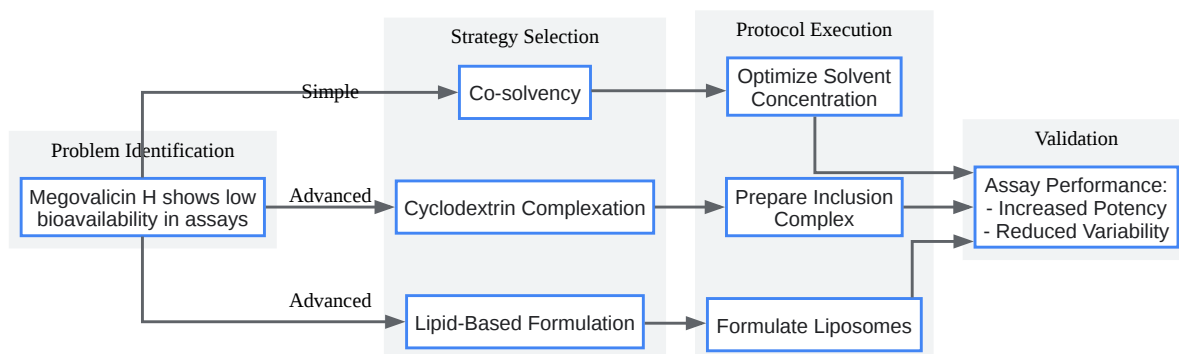 Problem Identification
Megovalicin H shows low
bioavailability in assays
Simple
Advanced
Advanced
Strategy Selection
Co-solvency
Cyclodextrin Complexation
Lipid-Based Formulation
Protocol Execution
Optimize Solvent
Concentration
Prepare Inclusion
Complex
Formulate Liposomes
Validation
Assay Performance:
- Increased Potency
- Reduced Variability